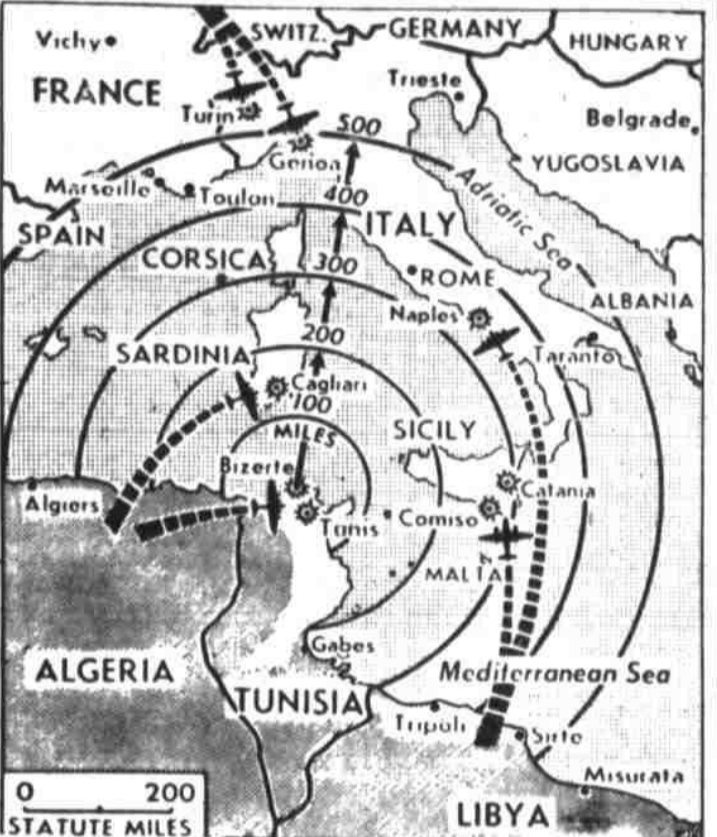 SWITZ.
GERMANY
HUNGARY
Vichy
FRANCE
Trieste
Turin
Belgrade
YUGOSLAVIA
500
Genoa
Adriatic Sea
Marseille
Toulon
400
SPAIN
ITALY
CORSICA
300
ROME
ALBANIA
Naples
200
Taranto
SARDINIA
Cagliari
100
MILES
SICILY
Bizerte
Catania
Algiers
Tunis
Comiso
MALTA
Gabes
ALGERIA
Mediterranean Sea
TUNISIA
Tripoli
Sirte
Misurata
0 200
STATUTE MILES
LIBYA